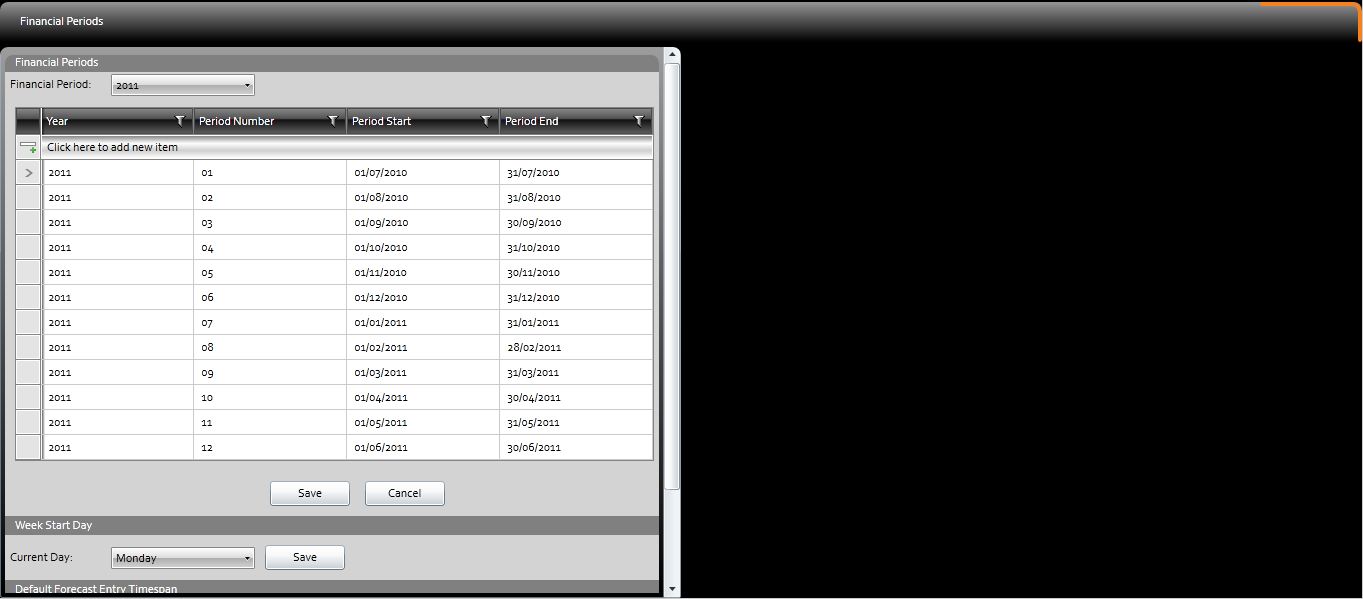 Financial Periods
Financial Periods
Financial Period: 2011
Year Period Number Period Start Period End
Click here to add new item
2011 01 01/07/2010 31/07/2010
2011 02 01/08/2010 31/08/2010
2011 03 01/09/2010 30/09/2010
2011 04 01/10/2010 31/10/2010
2011 05 01/11/2010 30/11/2010
2011 06 01/12/2010 31/12/2010
2011 07 01/01/2011 31/01/2011
2011 08 01/02/2011 28/02/2011
2011 09 01/03/2011 31/03/2011
2011 10 01/04/2011 30/04/2011
2011 11 01/05/2011 31/05/2011
2011 12 01/06/2011 30/06/2011
Save Cancel
Week Start Day
Current Day: Monday Save
Default Forecast Entry Timespan